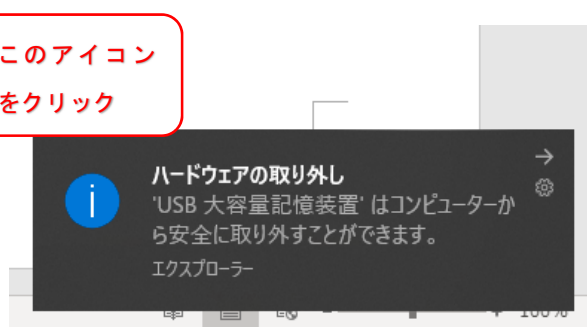 このアイコン
をクリック
ハードウェアの取り外し
'USB 大容量記憶装置' はコンピューターか
ら安全に取り外すことができます。
エクスプローラー
100%